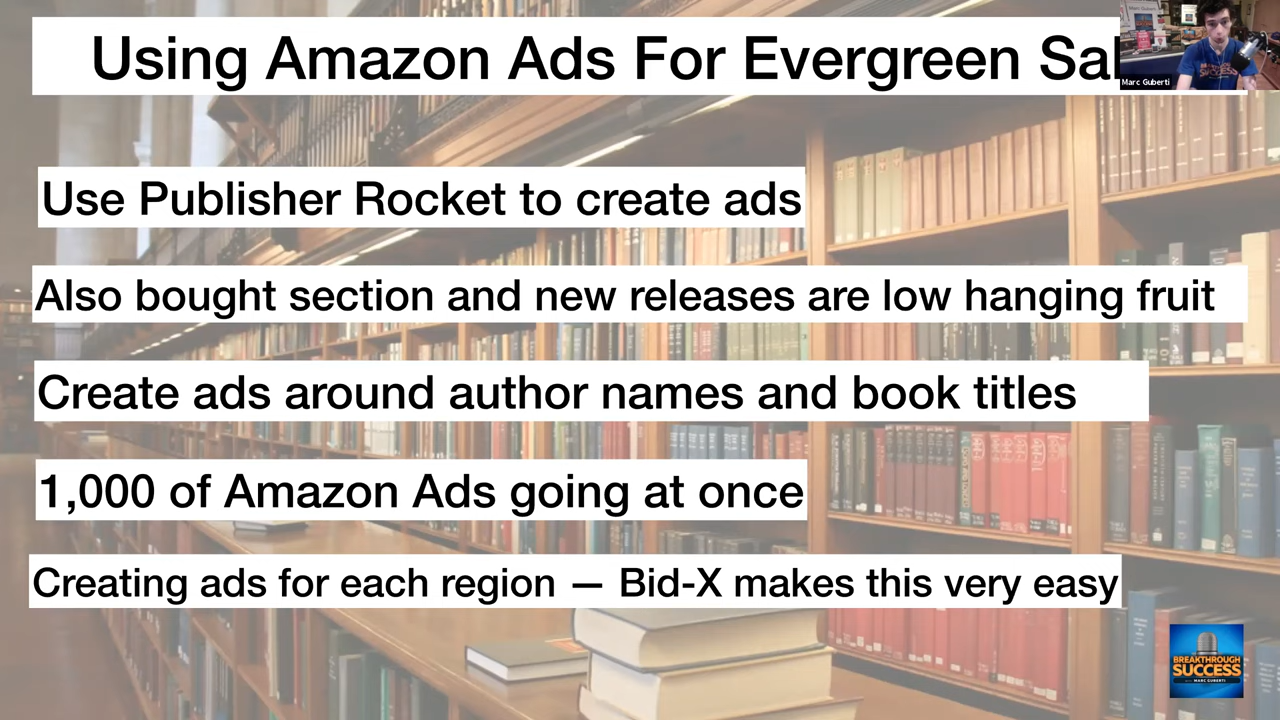 Using Amazon Ads For Evergreen Sal
Marc Guberti
Use Publisher Rocket to create ads
Also bought section and new releases are low hanging fruit
Create ads around author names and book titles
1,000 of Amazon Ads going at once
Creating ads for each region — Bid-X makes this very easy
BREAKTHROUGH
SUCCESS
MARC GUBERTI